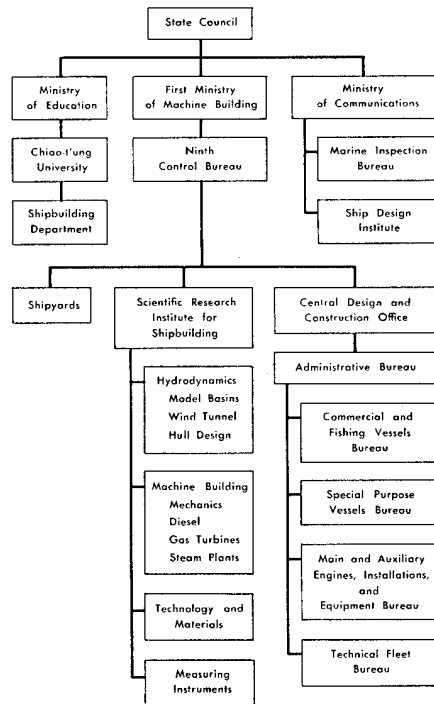 State Council
Ministry
of Education
First Ministry
of Machine Building
Ministry
of Communications
Chiao-t'ung
University
Ninth
Control Bureau
Marine Inspection
Bureau
Shipbuilding
Department
Ship Design
Institute
Shipyards
Scientific Research
Institute for
Shipbuilding
Central Design and
Construction Office
Administrative Bureau
Hydrodynamics
Model Basins
Wind Tunnel
Hull Design
Commercial and
Fishing Vessels
Bureau
Machine Building
Mechanics
Diesel
Gas Turbines
Steam Plants
Special Purpose
Vessels Bureau
Main and Auxiliary
Engines, Installations,
and
Equipment Bureau
Technology and
Materials
Technical Fleet
Bureau
Measuring
Instruments